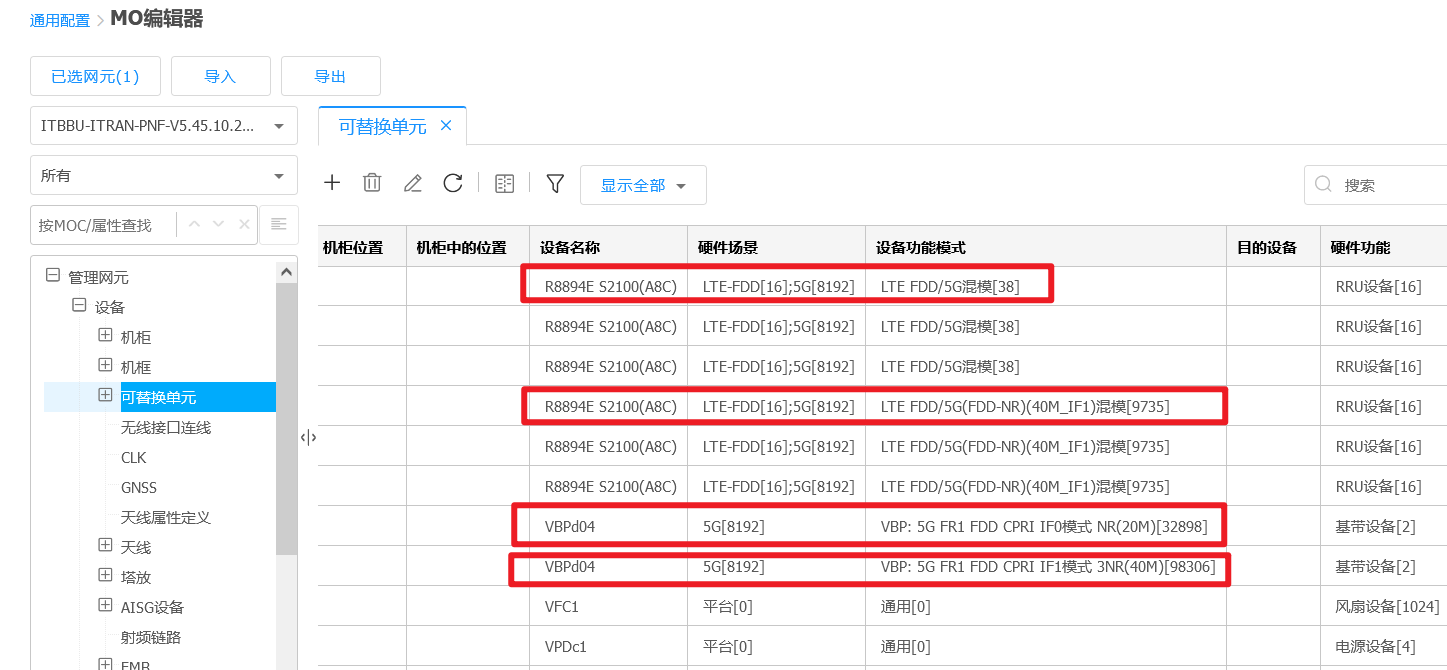 通用配置 > MO编辑器
已选网元(1) 导入 导出
ITBBU-ITRAN-PNF-V5.45.10.2...
所有
按MOC/属性查找
管理网元
设备
机柜
机框
可替换单元
无线接口连线
CLK
GNSS
天线属性定义
天线
塔放
AISG设备
射频链路
EMB
可替换单元 ×
显示全部
搜索
机柜位置 机柜中的位置 设备名称 硬件场景 设备功能模式 目的设备 硬件功能
R8894E S2100(A8C) LTE-FDD[16];5G[8192] LTE FDD/5G混模[38] RRU设备[16]
R8894E S2100(A8C) LTE-FDD[16];5G[8192] LTE FDD/5G混模[38] RRU设备[16]
R8894E S2100(A8C) LTE-FDD[16];5G[8192] LTE FDD/5G混模[38] RRU设备[16]
R8894E S2100(A8C) LTE-FDD[16];5G[8192] LTE FDD/5G(FDD-NR)(40M_IF1)混模[9735] RRU设备[16]
R8894E S2100(A8C) LTE-FDD[16];5G[8192] LTE FDD/5G(FDD-NR)(40M_IF1)混模[9735] RRU设备[16]
R8894E S2100(A8C) LTE-FDD[16];5G[8192] LTE FDD/5G(FDD-NR)(40M_IF1)混模[9735] RRU设备[16]
VBPd04 5G[8192] VBP: 5G FR1 FDD CPRI IF0模式 NR(20M)[32898] 基带设备[2]
VBPd04 5G[8192] VBP: 5G FR1 FDD CPRI IF1模式 3NR(40M)[98306] 基带设备[2]
VFC1 平台[0] 通用[0] 风扇设备[1024]
VPDc1 平台[0] 通用[0] 电源设备[4]